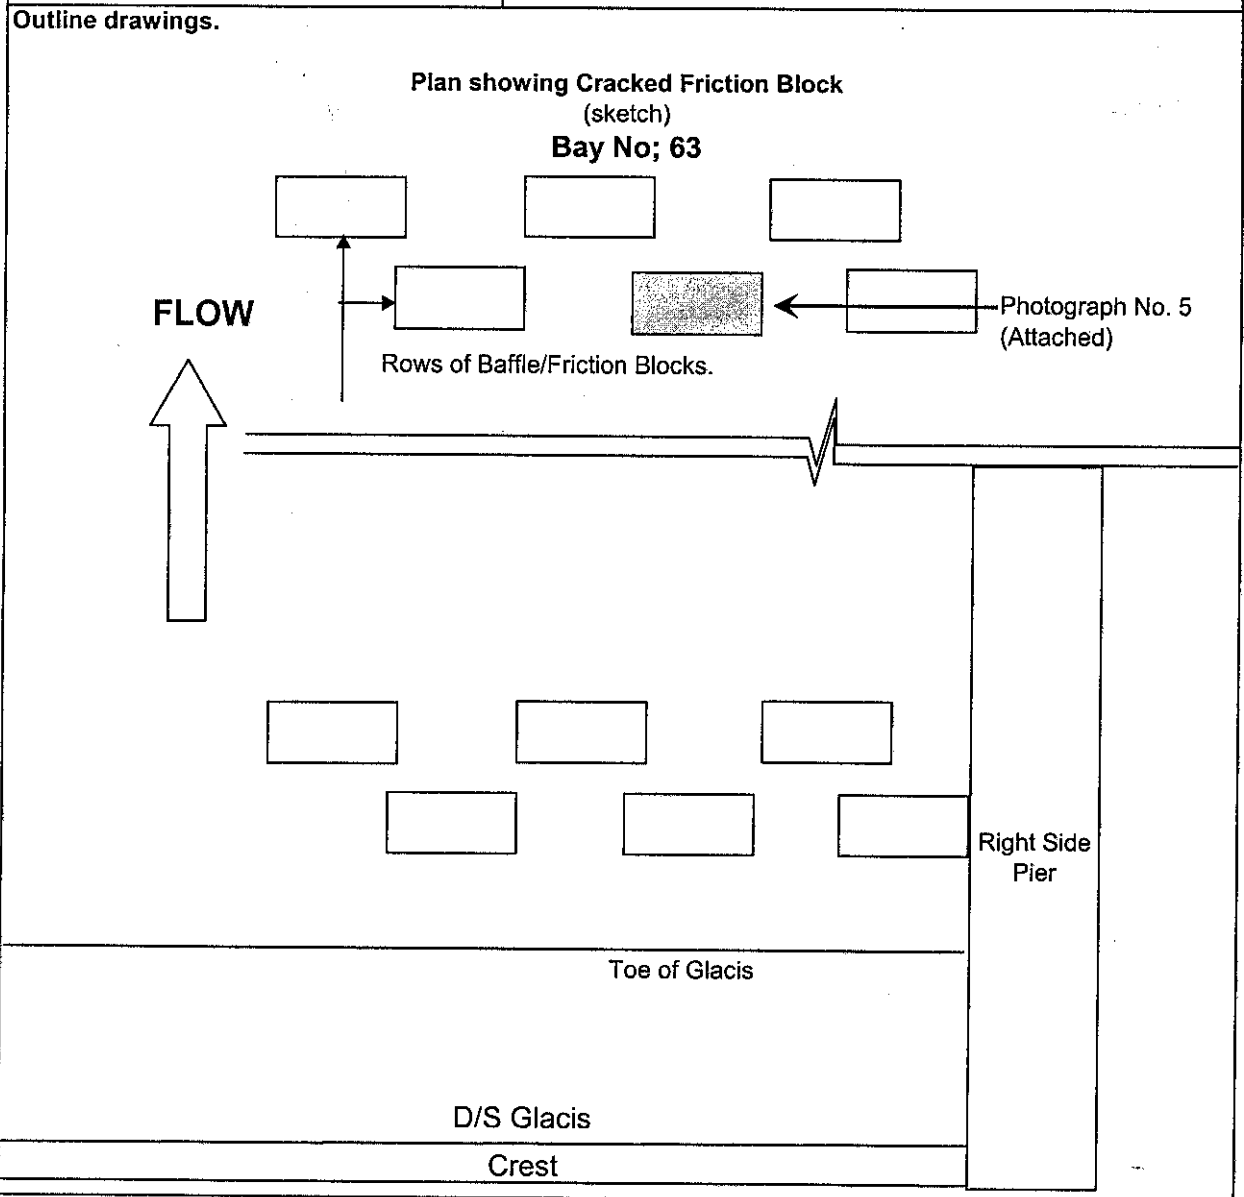 Outline drawings.
Plan showing Cracked Friction Block
(sketch)
Bay No; 63
FLOW
Photograph No. 5
(Attached)
Rows of Baffle/Friction Blocks.
Right Side
Pier
Toe of Glacis
D/S Glacis
Crest